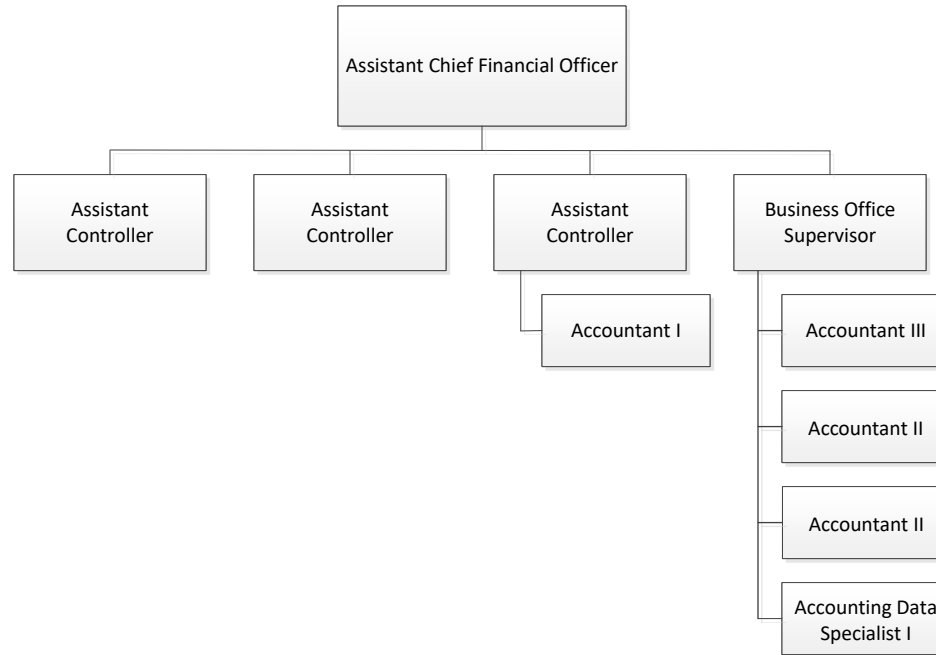 Assistant Chief Financial Officer
Assistant
Controller
Assistant
Controller
Assistant
Controller
Business Office
Supervisor
Accountant I
Accountant III
Accountant II
Accountant II
Accounting Data
Specialist I